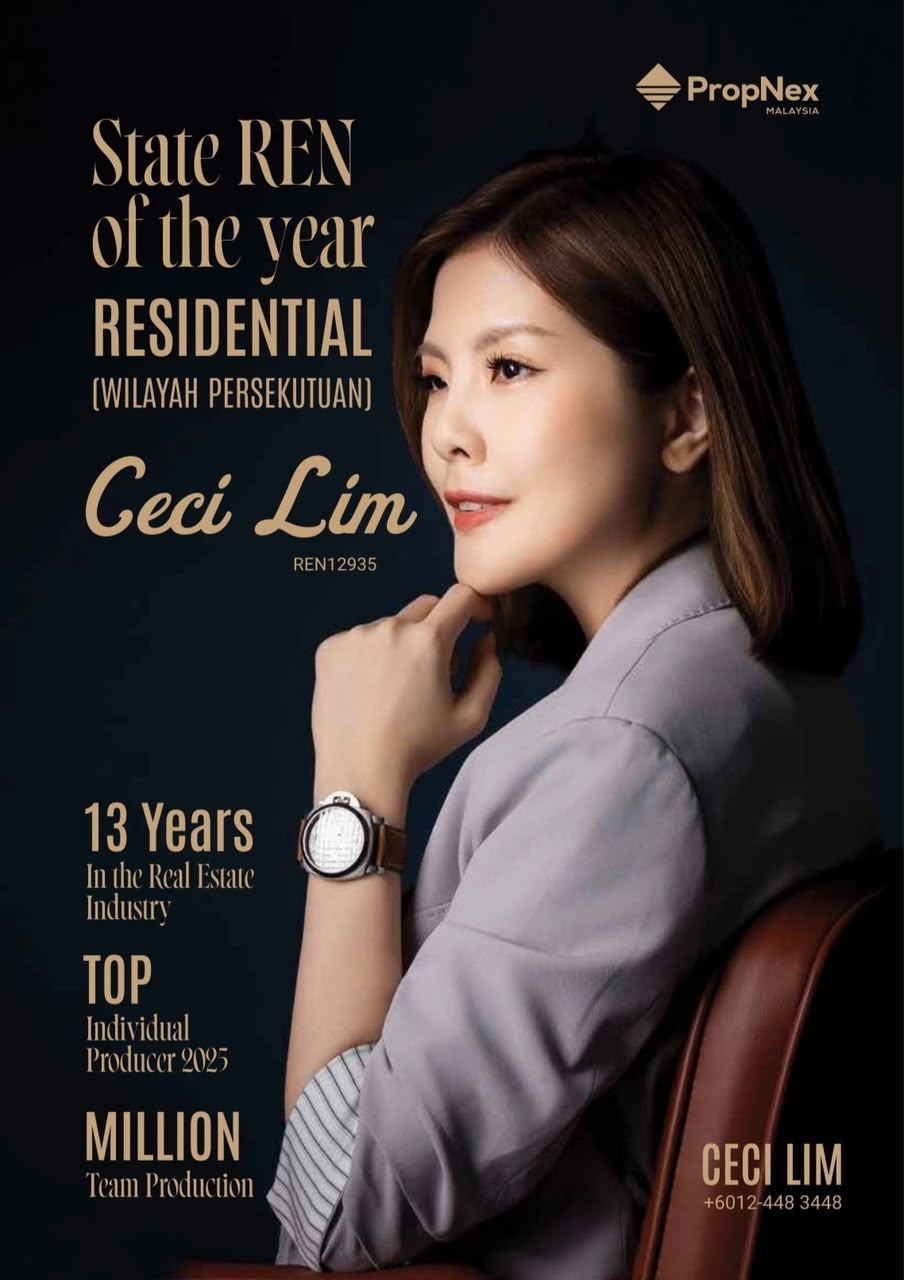 PropNex
MALAYSIA
State REN
of the year
RESIDENTIAL
(WILAYAH PERSEKUTUAN)
Ceci Lim
REN12935
13 Years
In the Real Estate
Industry
TOP
Individual
Producer 2025
MILLION
Team Production
CECI LIM
+6012-448 3448